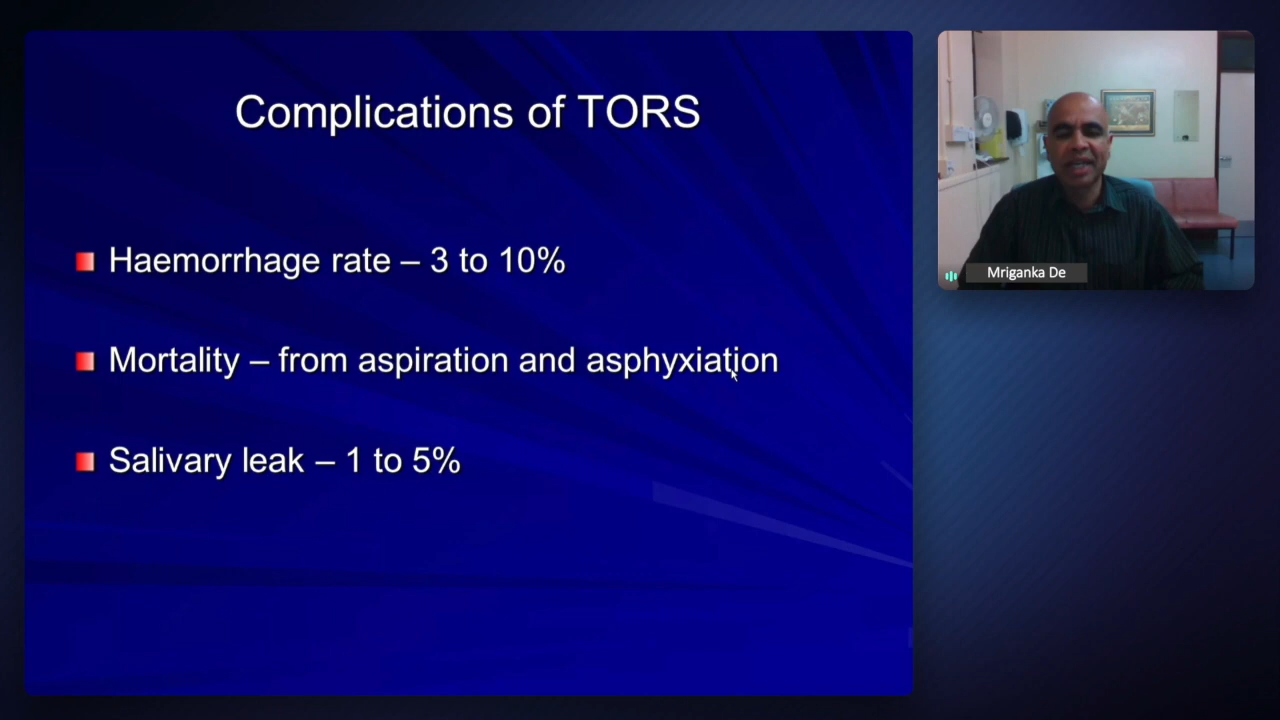 Complications of TORS
Haemorrhage rate – 3 to 10%
Mortality – from aspiration and asphyxiation
Salivary leak – 1 to 5%
Mriganka De